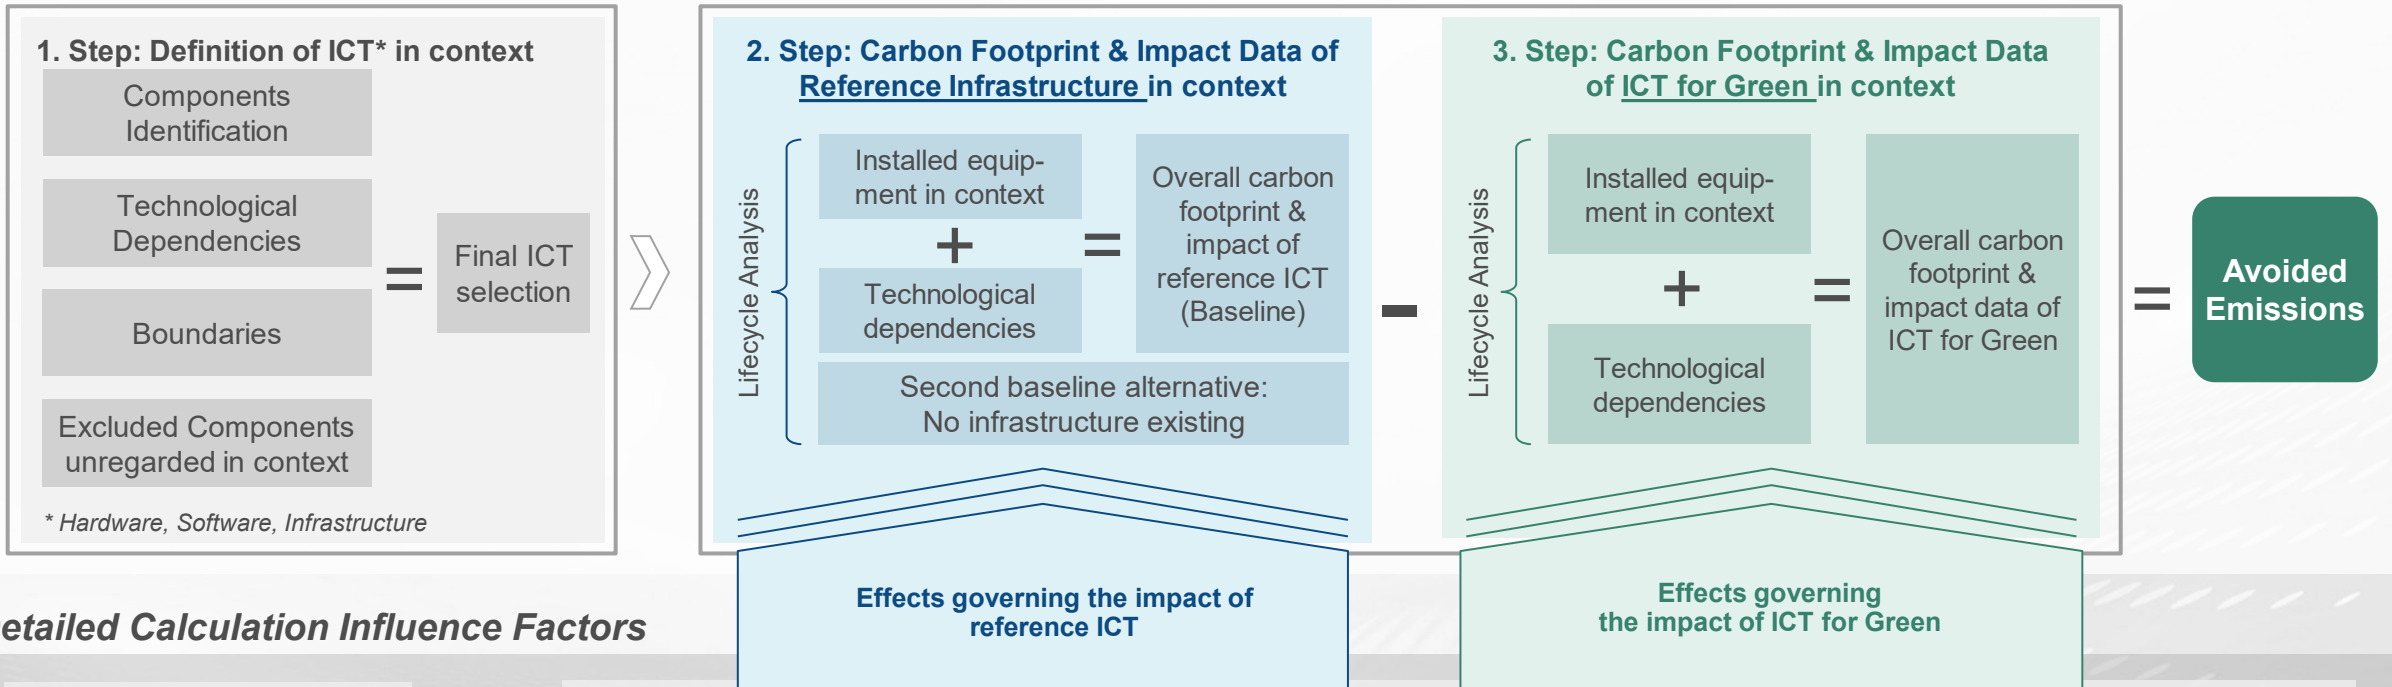 1. Step: Definition of ICT* in context
Components
Identification
Technological
Dependencies
Boundaries
Excluded Components
unregarded in context
=
Final ICT
selection
* Hardware, Software, Infrastructure
2. Step: Carbon Footprint & Impact Data of
Reference Infrastructure in context
Lifecycle Analysis
Installed equip-
ment in context
+
Technological
dependencies
=
Overall carbon
footprint &
impact of
reference ICT
(Baseline)
Second baseline alternative:
No infrastructure existing
-
3. Step: Carbon Footprint & Impact Data
of ICT for Green in context
Lifecycle Analysis
Installed equip-
ment in context
+
Technological
dependencies
=
Overall carbon
footprint &
impact data of
ICT for Green
=
Avoided
Emissions
Effects governing the impact of
reference ICT
Effects governing
the impact of ICT for Green
etailed Calculation Influence Factors